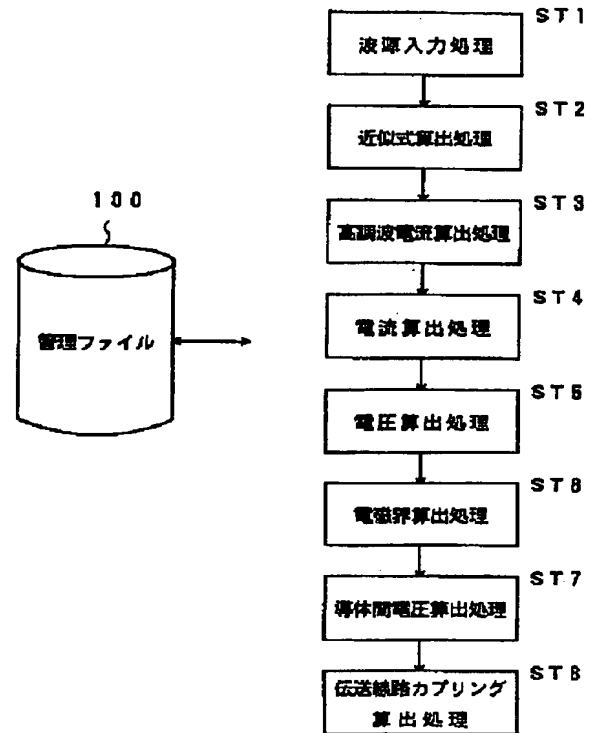 ST1
波源入力処理
ST2
近似式算出処理
ST3
高調波電流算出処理
ST4
電流算出処理
ST5
電圧算出処理
ST6
電磁界算出処理
ST7
導体間電圧算出処理
ST8
伝送線路カプリング
算出処理
100
管理ファイル